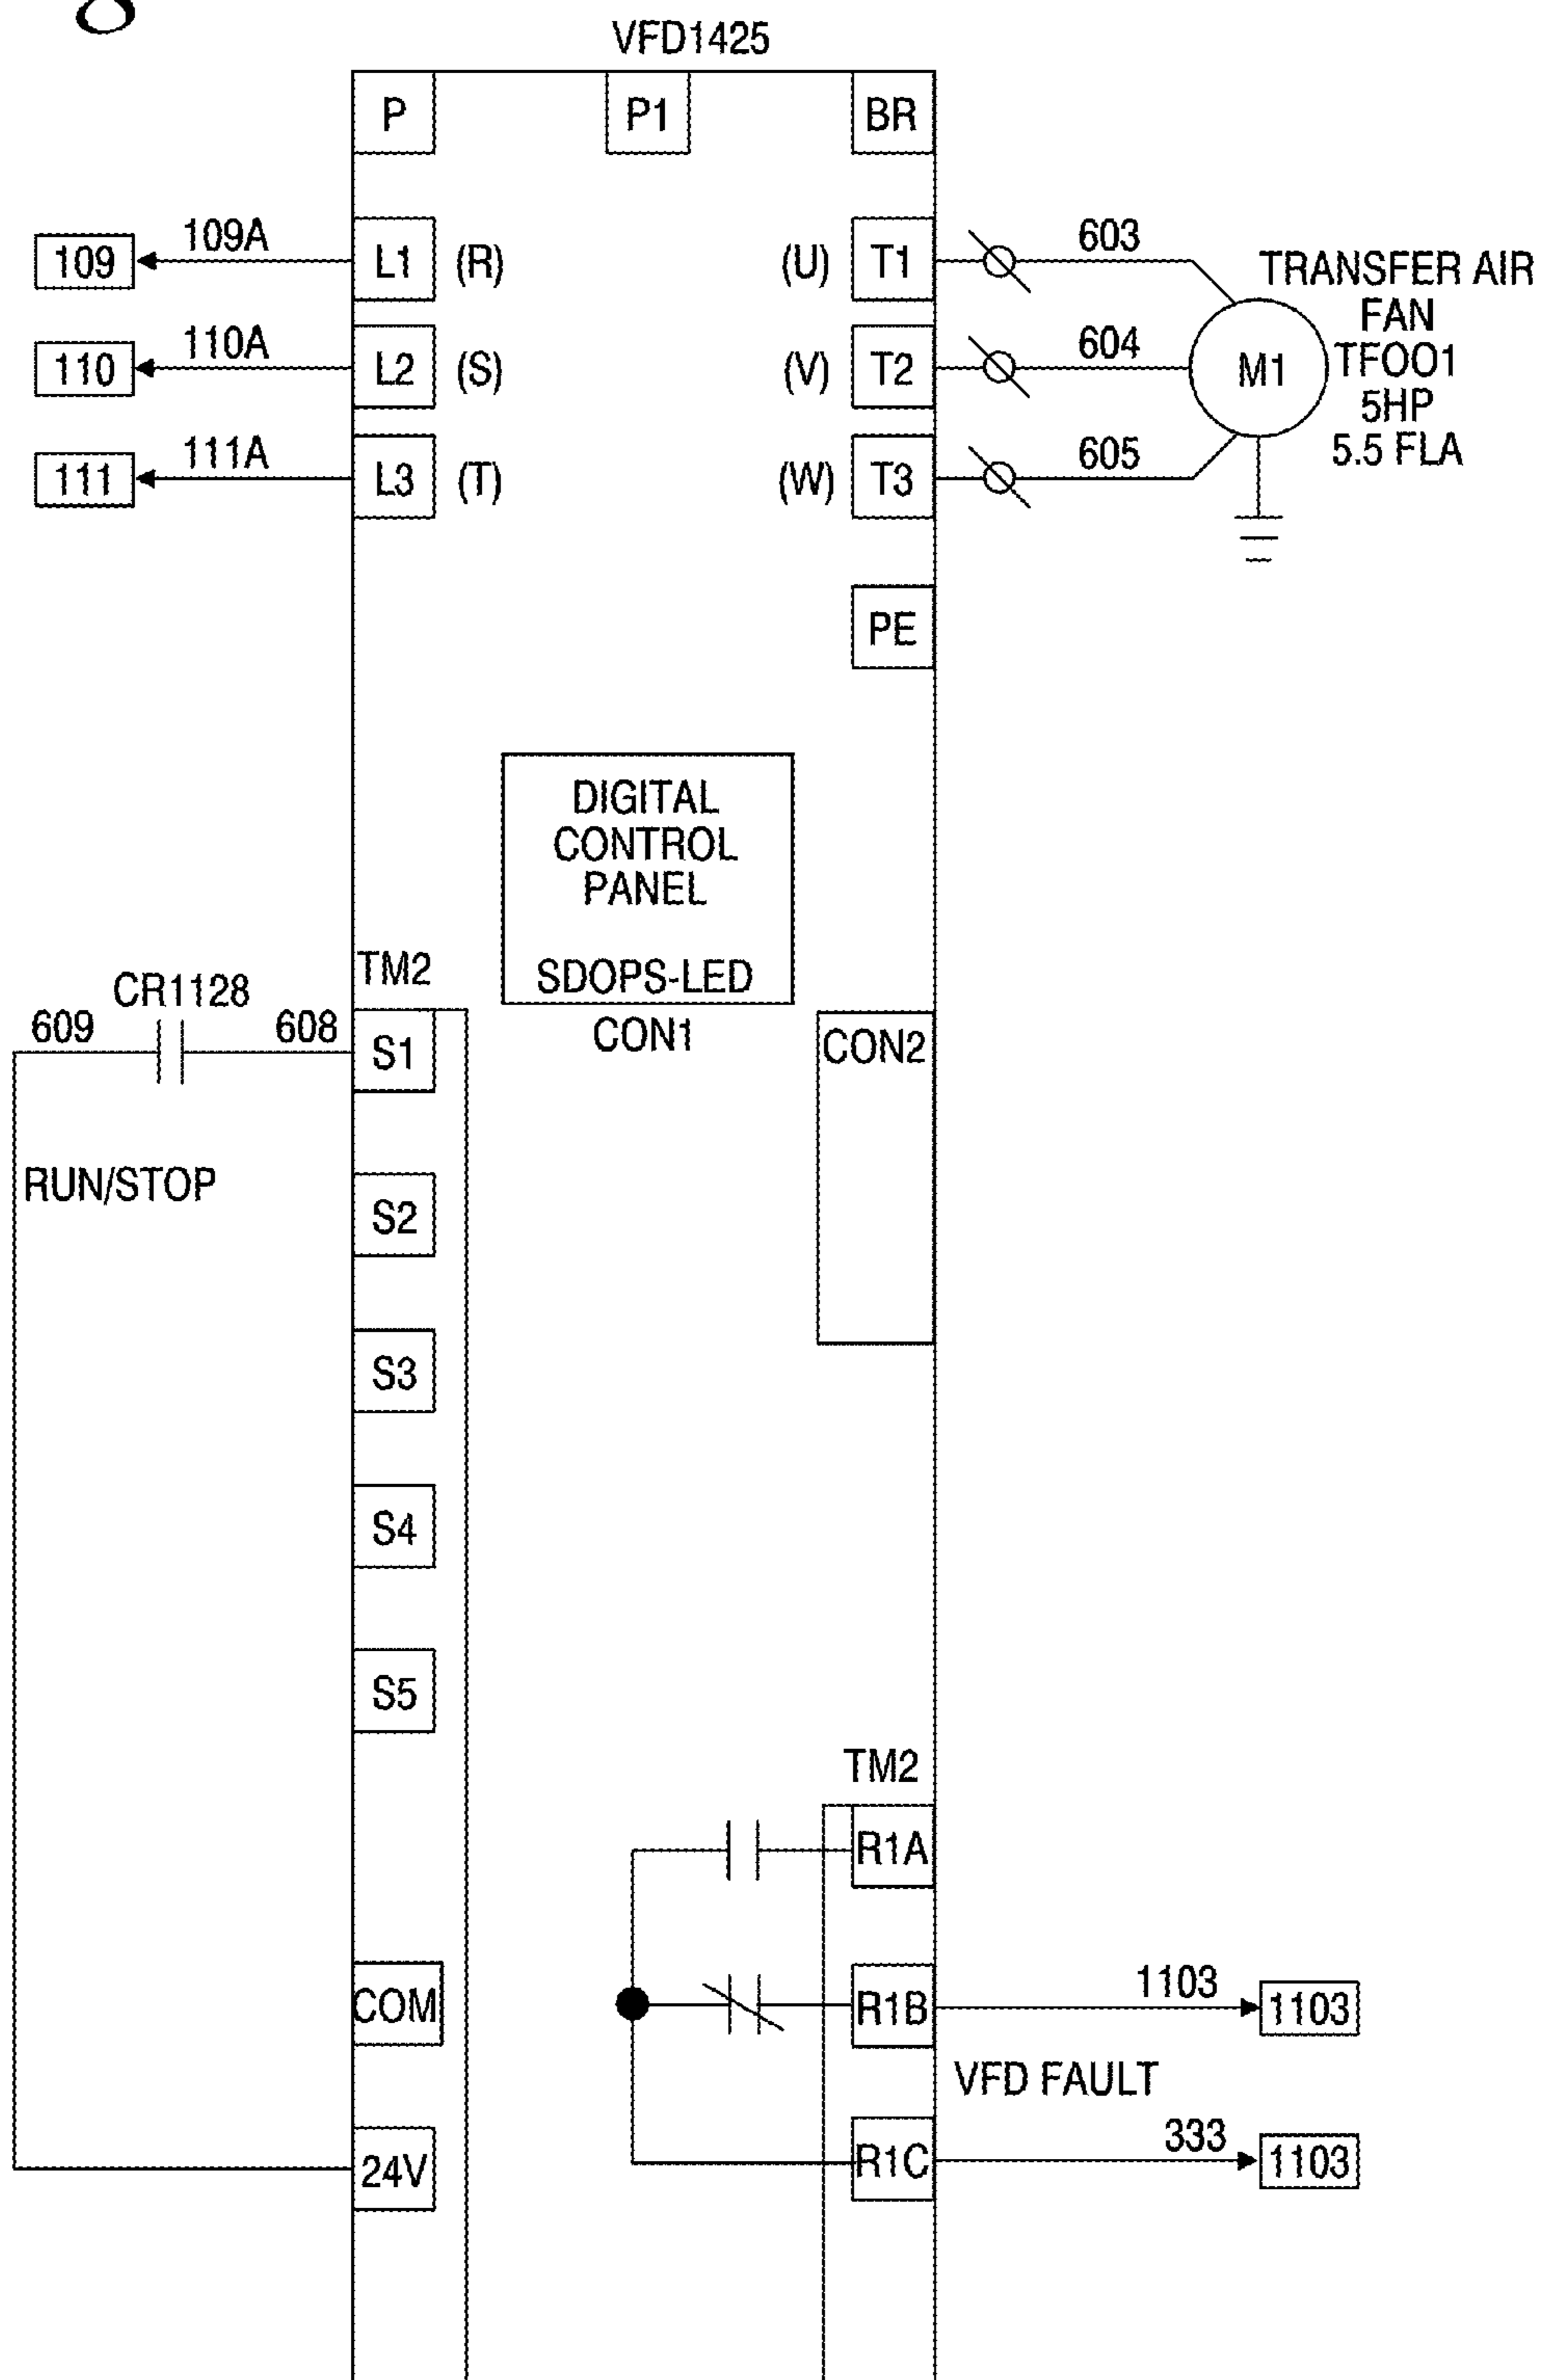 VFD1425
P
P1
BR
109
109A
L1
(R)
(U)
T1
603
TRANSFER AIR
FAN
TFOO1
5HP
5.5 FLA
110
110A
L2
(S)
(V)
T2
604
M1
111
111A
L3
(T)
(W)
T3
605
PE
DIGITAL
CONTROL
PANEL
SDOPS-LED
CON1
TM2
CR1128
609
608
S1
CON2
RUN/STOP
S2
S3
S4
S5
TM2
R1A
COM
R1B
1103
1103
VFD FAULT
24V
R1C
333
1103